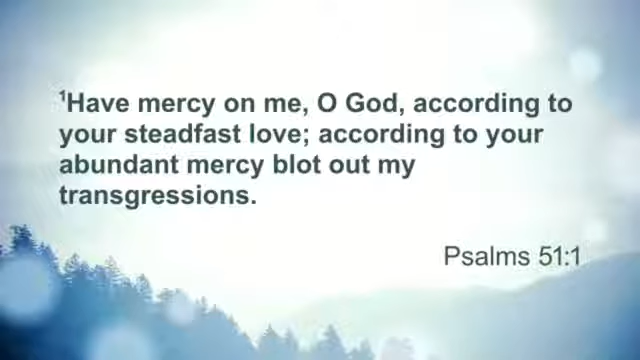 ¹Have mercy on me, O God, according to
your steadfast love; according to your
abundant mercy blot out my
transgressions.
Psalms 51:1